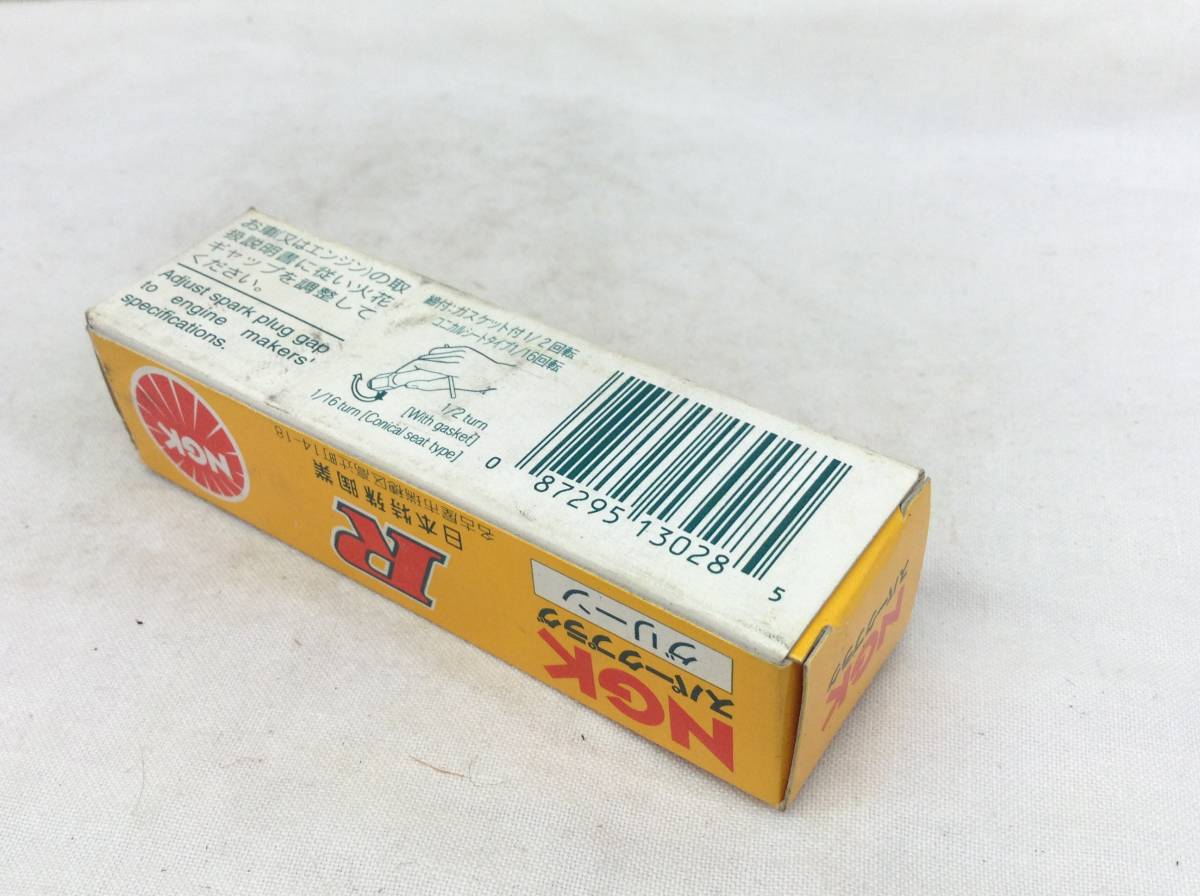 お車(又はエンジン)の取
扱説明書に従い火花
ギャップを調整して
ください。
Adjust spark plug gap
to engine makers'
specifications.
締付:ガスケット付1/2回転
コニカルシートタイプ1/16回転
1/2 turn
[With gasket]
1/16 turn [Conical seat type]
0 87295 13028 5
NGK
日本特殊陶業
名古屋市瑞穂区高辻町14-18
R
NGK
スパークプラグ
グリーン
NGK
スパークプラグ